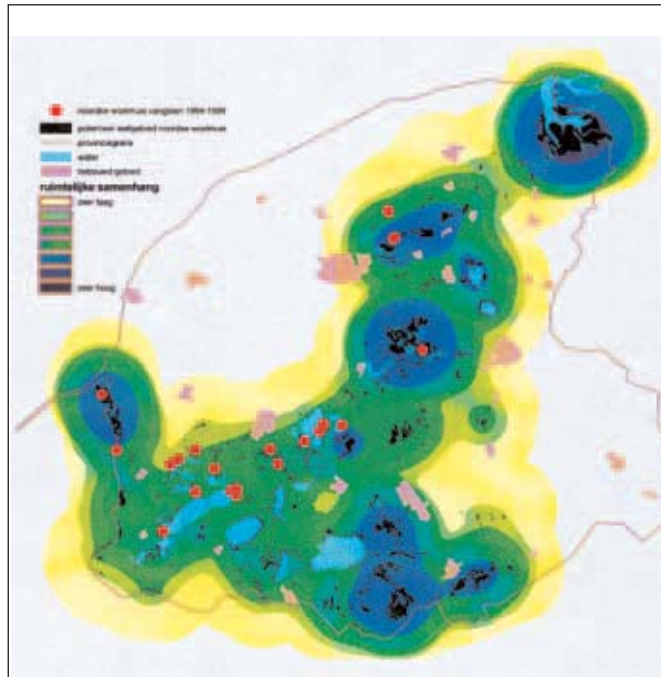 noordse woelmuis vangsten 1994-1999
potentieel leefgebied noordse woelmuis
provinciegrens
water
bebouwd gebied
ruimtelijke samenhang
zeer laag
zeer hoog